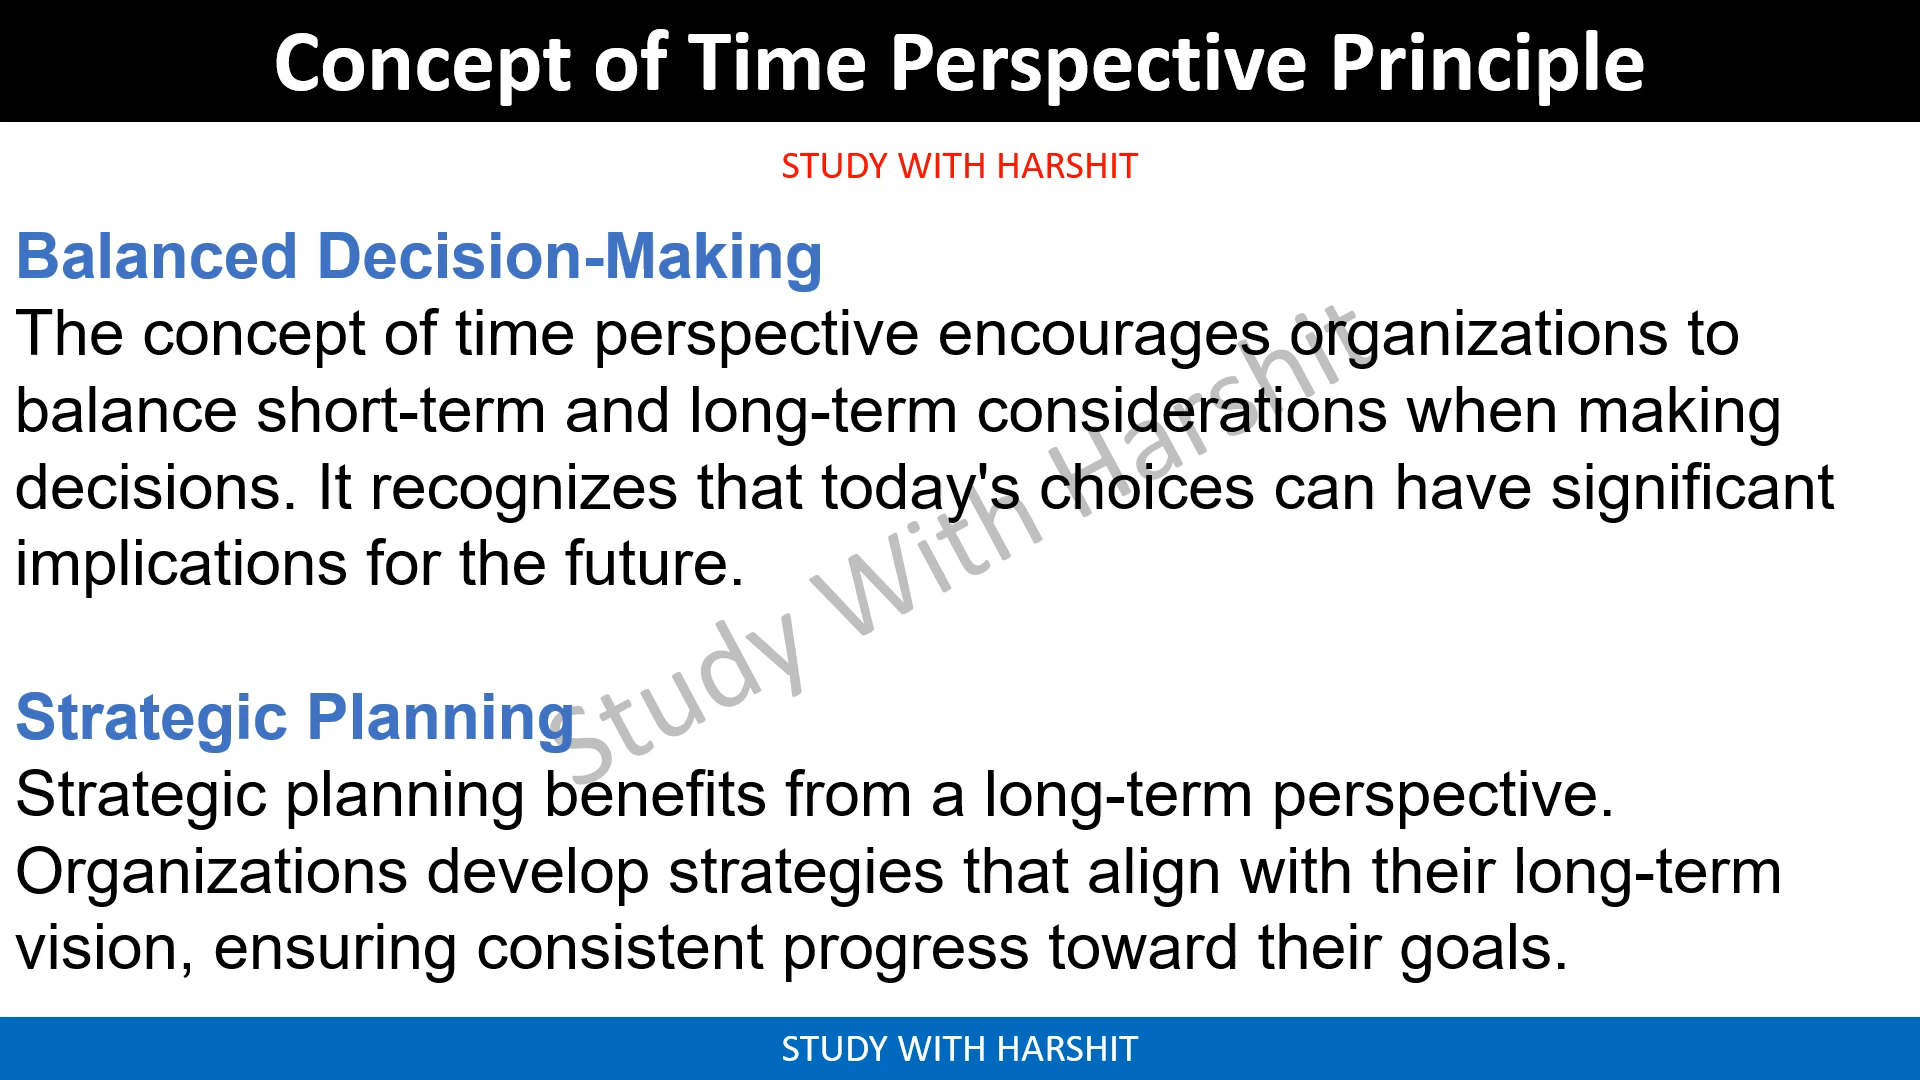 Concept of Time Perspective Principle
STUDY WITH HARSHIT
Balanced Decision-Making
The concept of time perspective encourages organizations to
balance short-term and long-term considerations when making
decisions. It recognizes that today's choices can have significant
implications for the future.
Study With Harshit
Strategic Planning
Strategic planning benefits from a long-term perspective.
Organizations develop strategies that align with their long-term
vision, ensuring consistent progress toward their goals.
STUDY WITH HARSHIT